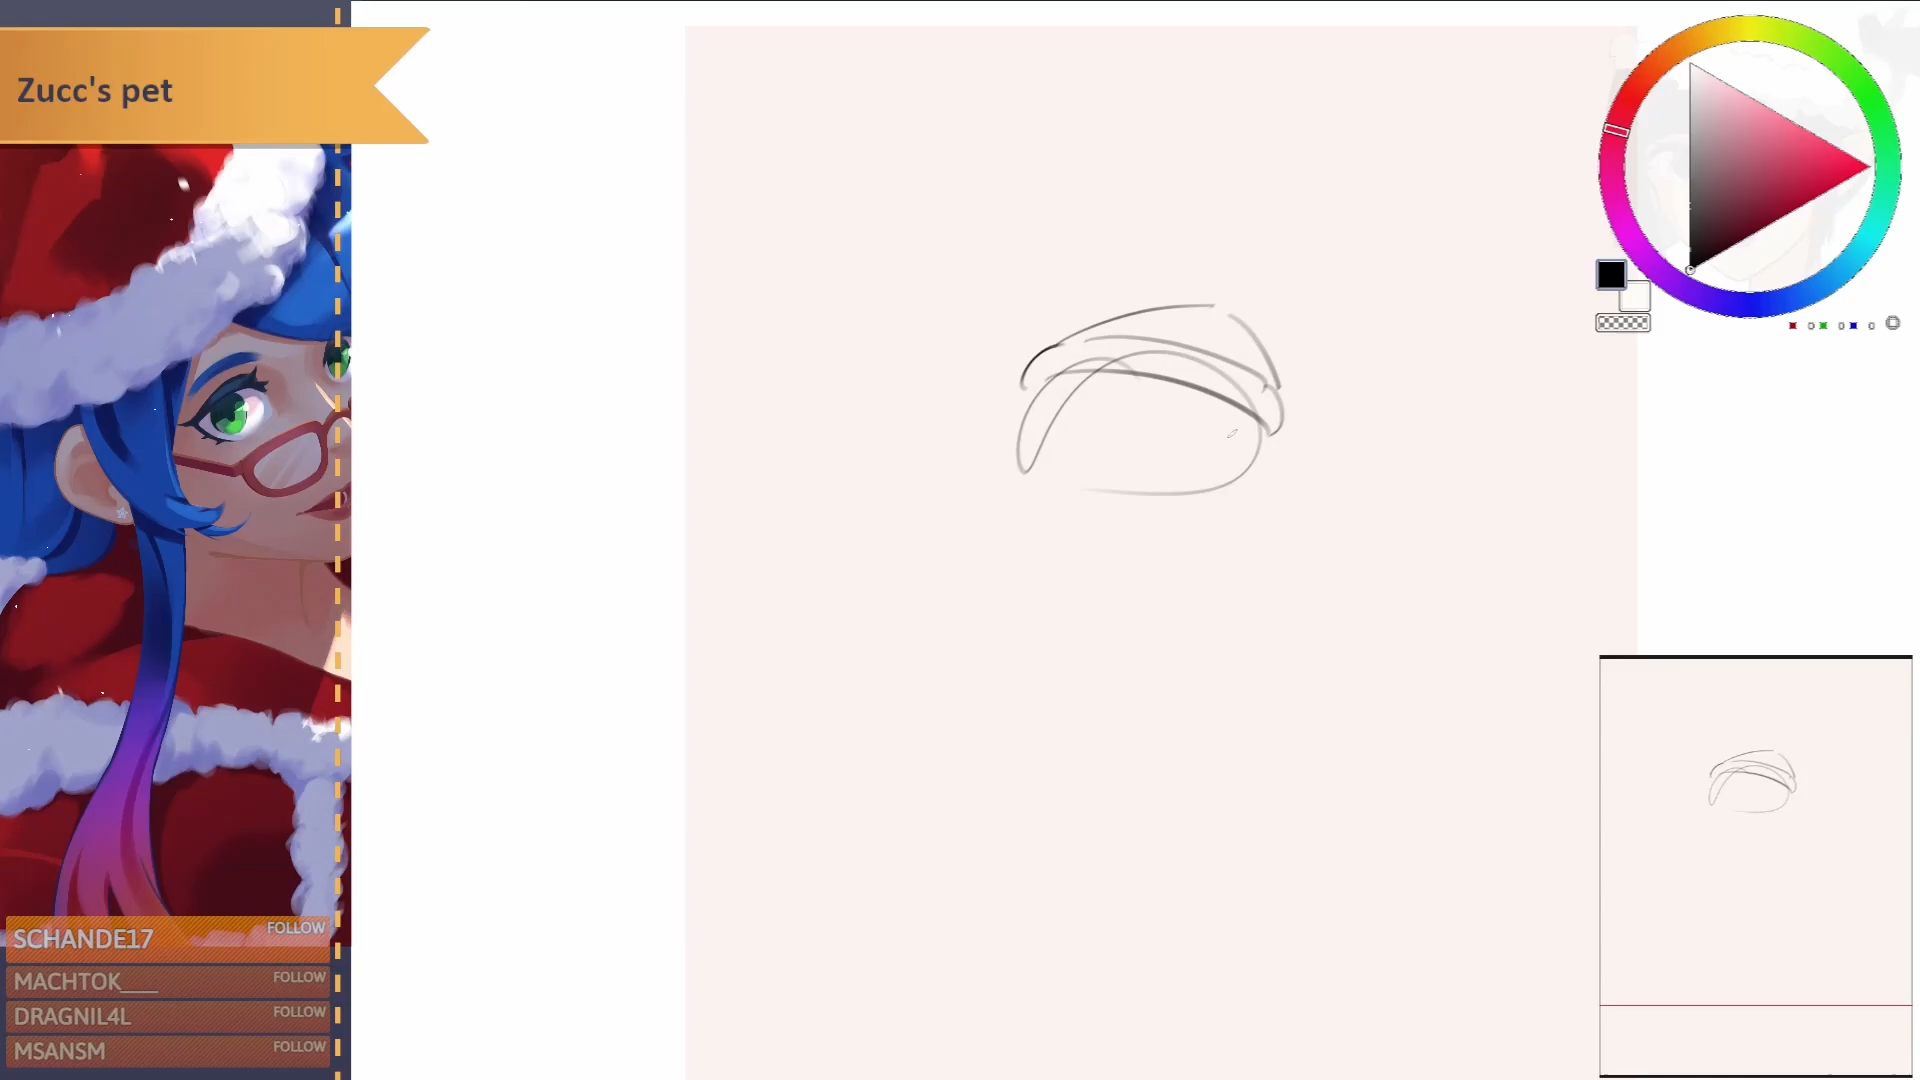 Zucc's pet
SCHANDE17 FOLLOW
MACHTOK___ FOLLOW
DRAGNIL4L FOLLOW
MSANSM FOLLOW